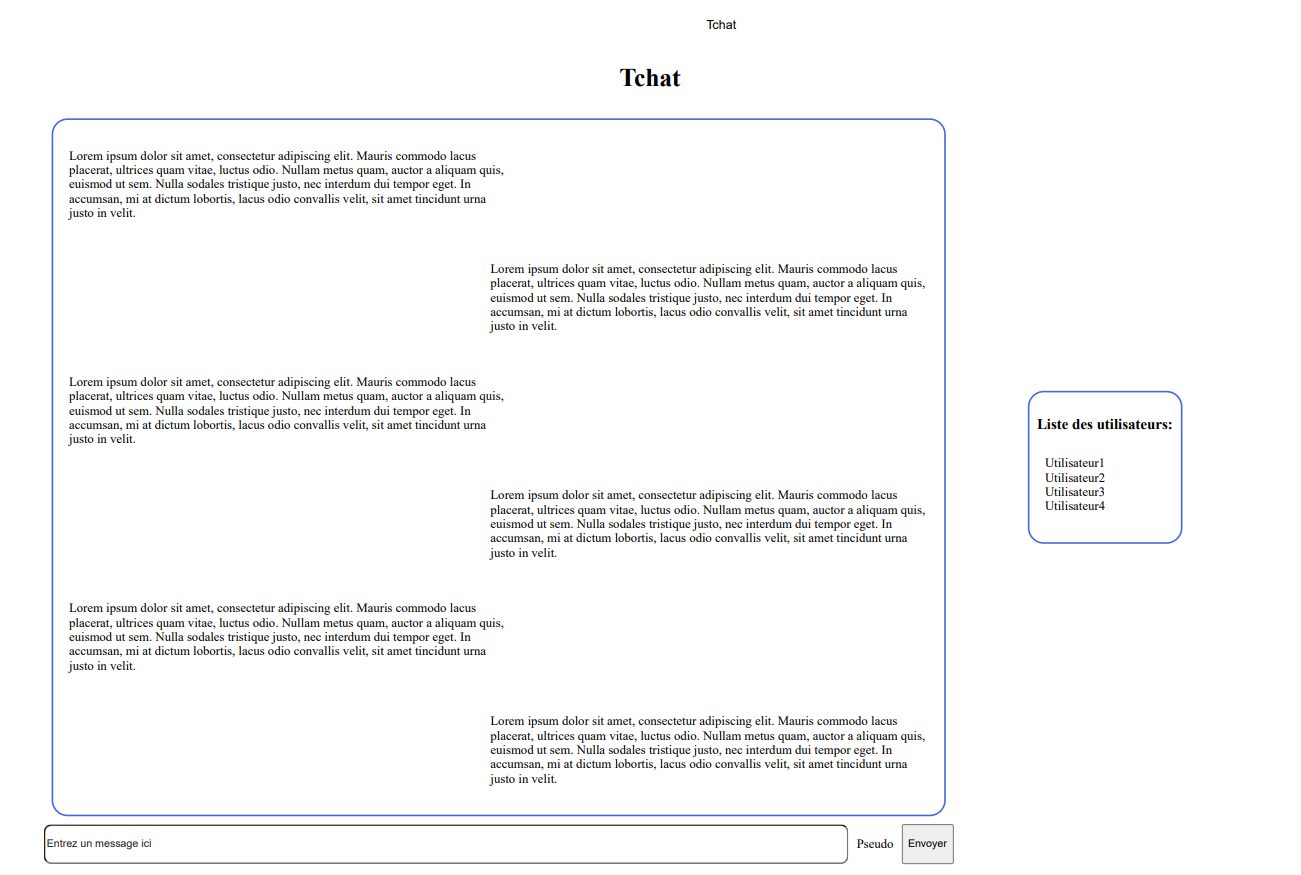 Tchat
Tchat
Lorem ipsum dolor sit amet, consectetur adipiscing elit. Mauris commodo lacus
placerat, ultrices quam vitae, luctus odio. Nullam metus quam, auctor a aliquam quis,
euismod ut sem. Nulla sodales tristique justo, nec interdum dui tempor eget. In
accumsan, mi at dictum lobortis, lacus odio convallis velit, sit amet tincidunt urna
justo in velit.
Lorem ipsum dolor sit amet, consectetur adipiscing elit. Mauris commodo lacus
placerat, ultrices quam vitae, luctus odio. Nullam metus quam, auctor a aliquam quis,
euismod ut sem. Nulla sodales tristique justo, nec interdum dui tempor eget. In
accumsan, mi at dictum lobortis, lacus odio convallis velit, sit amet tincidunt urna
justo in velit.
Lorem ipsum dolor sit amet, consectetur adipiscing elit. Mauris commodo lacus
placerat, ultrices quam vitae, luctus odio. Nullam metus quam, auctor a aliquam quis,
euismod ut sem. Nulla sodales tristique justo, nec interdum dui tempor eget. In
accumsan, mi at dictum lobortis, lacus odio convallis velit, sit amet tincidunt urna
justo in velit.
Lorem ipsum dolor sit amet, consectetur adipiscing elit. Mauris commodo lacus
placerat, ultrices quam vitae, luctus odio. Nullam metus quam, auctor a aliquam quis,
euismod ut sem. Nulla sodales tristique justo, nec interdum dui tempor eget. In
accumsan, mi at dictum lobortis, lacus odio convallis velit, sit amet tincidunt urna
justo in velit.
Lorem ipsum dolor sit amet, consectetur adipiscing elit. Mauris commodo lacus
placerat, ultrices quam vitae, luctus odio. Nullam metus quam, auctor a aliquam quis,
euismod ut sem. Nulla sodales tristique justo, nec interdum dui tempor eget. In
accumsan, mi at dictum lobortis, lacus odio convallis velit, sit amet tincidunt urna
justo in velit.
Lorem ipsum dolor sit amet, consectetur adipiscing elit. Mauris commodo lacus
placerat, ultrices quam vitae, luctus odio. Nullam metus quam, auctor a aliquam quis,
euismod ut sem. Nulla sodales tristique justo, nec interdum dui tempor eget. In
accumsan, mi at dictum lobortis, lacus odio convallis velit, sit amet tincidunt urna
justo in velit.
Entrez un message ici
Pseudo
Envoyer
Liste des utilisateurs:
Utilisateur1
Utilisateur2
Utilisateur3
Utilisateur4